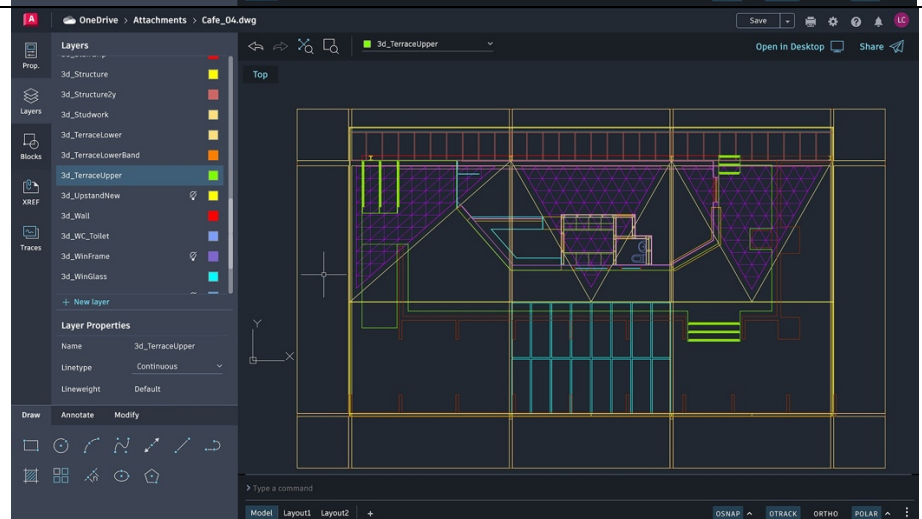 OneDrive > Attachments > Cafe_04.dwg
Save
LC
Prop.
Layers
Blocks
XREF
Traces
Layers
3d_Structure
3d_Structure2y
3d_Studwork
3d_TerraceLower
3d_TerraceLowerBand
3d_TerraceUpper
3d_UpstandNew
3d_Wall
3d_WC_Toilet
3d_WinFrame
3d_WinGlass
+ New layer
Layer Properties
Name 3d_TerraceUpper
Linetype Continuous
Lineweight Default
Draw Annotate Modify
3d_TerraceUpper
Open in Desktop
Share
Top
Y
X
> Type a command
Model Layout1 Layout2 +
OSNAP OTRACK ORTHO POLAR